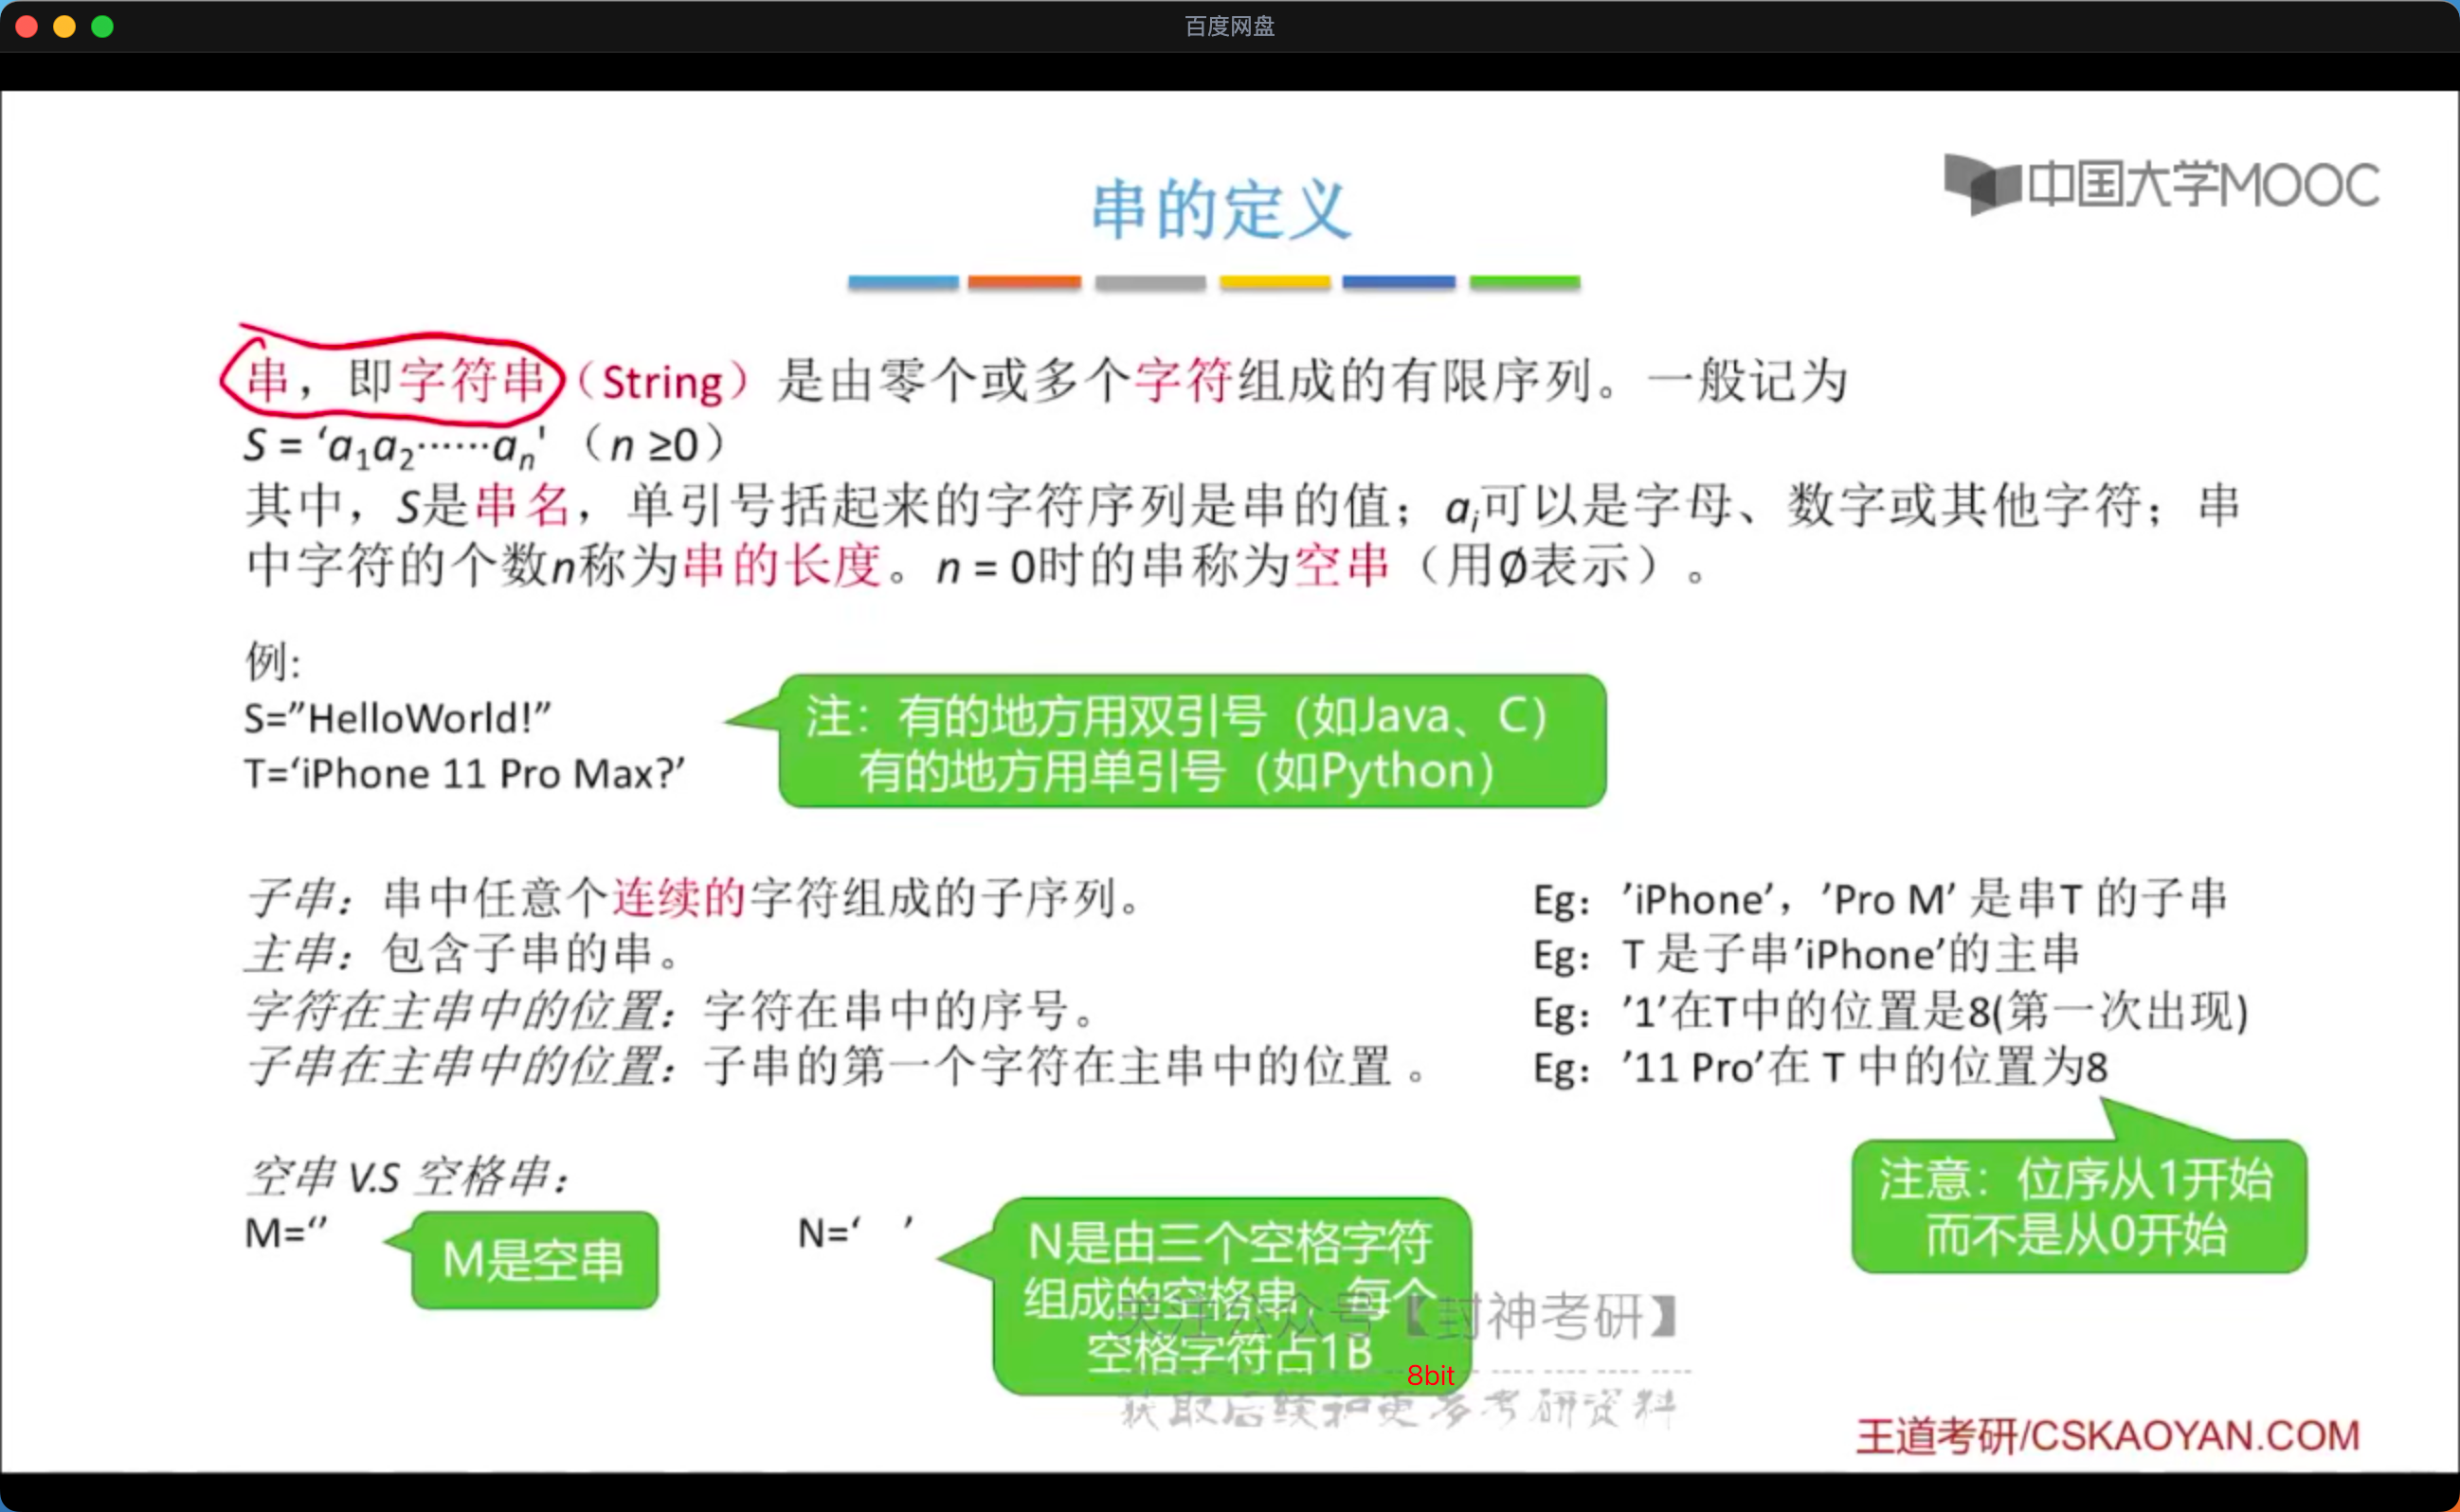 百度网盘
中国大学MOOC
串的定义
串，即字符串（String）是由零个或多个字符组成的有限序列。一般记为
S = ‘a₁a₂······aₙ' （n ≥0）
其中，S是串名，单引号括起来的字符序列是串的值；aᵢ可以是字母、数字或其他字符；串
中字符的个数n称为串的长度。n = 0时的串称为空串（用∅表示）。
例:
S=”HelloWorld!”
T=‘iPhone 11 Pro Max?’
注：有的地方用双引号（如Java、C）
有的地方用单引号（如Python）
子串：串中任意个连续的字符组成的子序列。
Eg：’iPhone’，’Pro M’ 是串T 的子串
主串：包含子串的串。
Eg：T 是子串’iPhone’的主串
字符在主串中的位置：字符在串中的序号。
Eg：’1’在T中的位置是8(第一次出现)
子串在主串中的位置：子串的第一个字符在主串中的位置 。
Eg：’11 Pro’在 T 中的位置为8
注意：位序从1开始
而不是从0开始
空串 V.S 空格串：
M=‘’
M是空串
N=‘   ’
N是由三个空格字符
组成的空格串，每个
空格字符占1B
8bit
关注公众号【封神考研】
获取后续和更多考研资料
王道考研/CSKAOYAN.COM